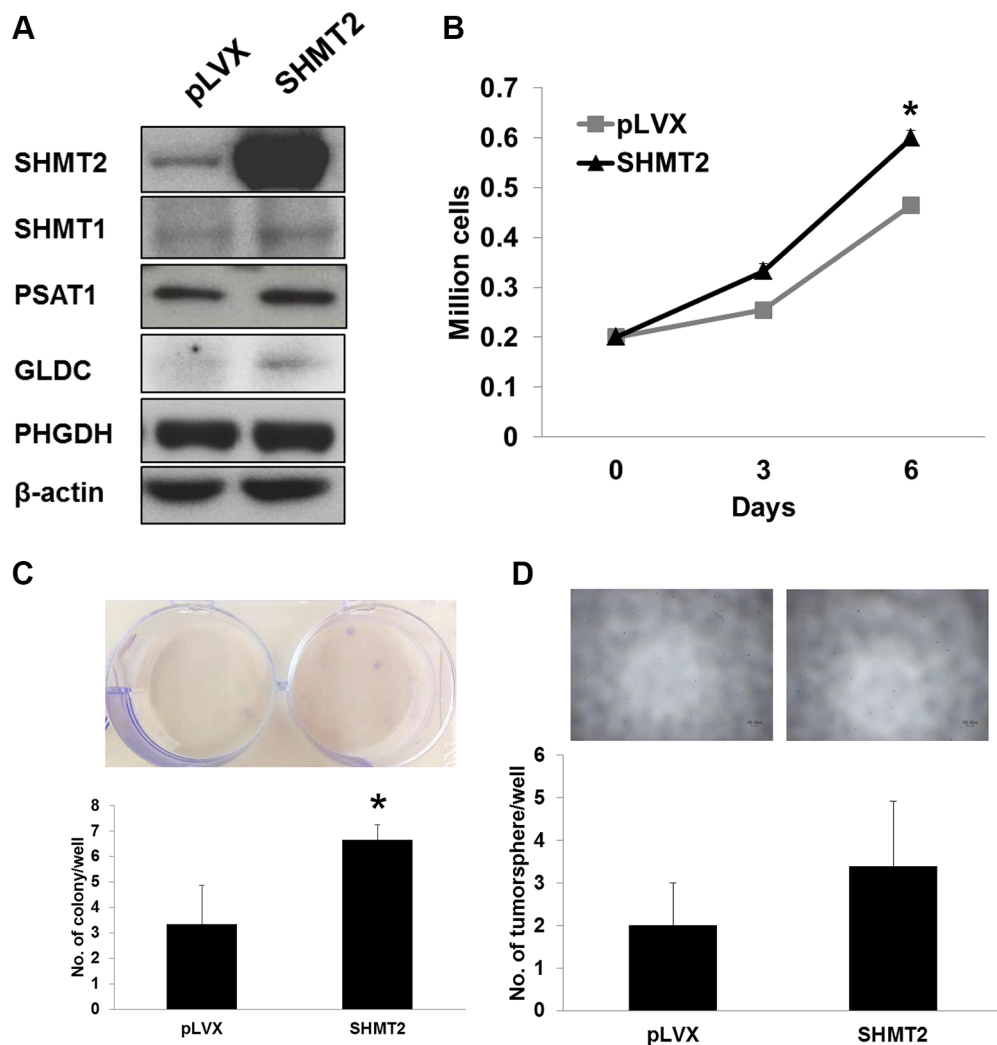 A
pLVX
SHMT2
SHMT2
SHMT1
PSAT1
GLDC
PHGDH
β-actin
B
0.7
0.6
0.5
0.4
0.3
0.2
0.1
0
*
pLVX
SHMT2
Million cells
0
3
6
Days
C
8
7
6
5
4
3
2
1
0
*
No. of colony/well
pLVX
SHMT2
D
6
5
4
3
2
1
0
No. of tumorsphere/well
pLVX
SHMT2